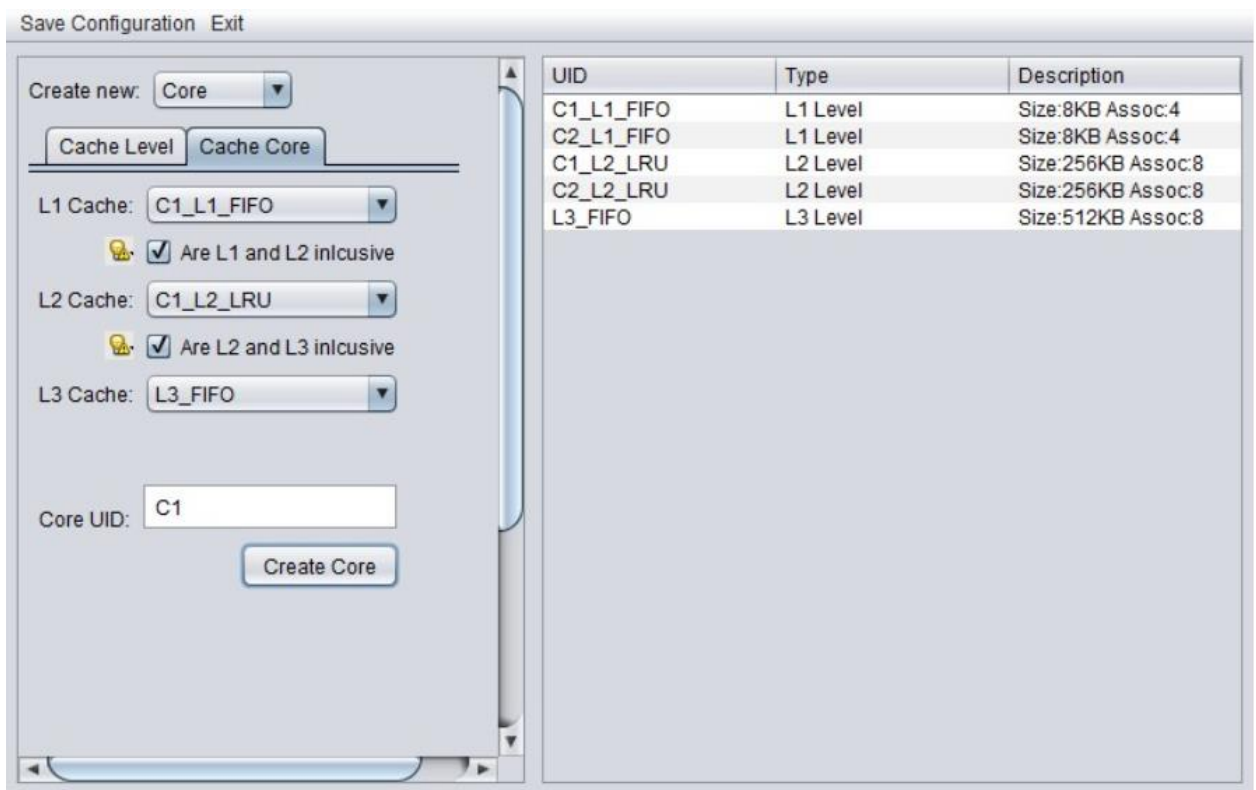 Save Configuration Exit
Create new: Core
Cache Level Cache Core
L1 Cache: C1_L1_FIFO
Are L1 and L2 inlcusive
L2 Cache: C1_L2_LRU
Are L2 and L3 inlcusive
L3 Cache: L3_FIFO
Core UID: C1
Create Core
UID Type Description
C1_L1_FIFO L1 Level Size:8KB Assoc:4
C2_L1_FIFO L1 Level Size:8KB Assoc:4
C1_L2_LRU L2 Level Size:256KB Assoc:8
C2_L2_LRU L2 Level Size:256KB Assoc:8
L3_FIFO L3 Level Size:512KB Assoc:8